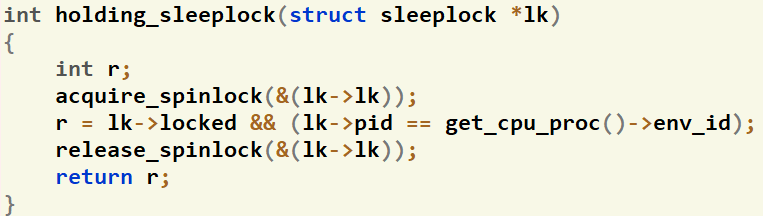 int holding_sleeplock(struct sleeplock *lk)
{
    int r;
    acquire_spinlock(&(lk->lk));
    r = lk->locked && (lk->pid == get_cpu_proc()->env_id);
    release_spinlock(&(lk->lk));
    return r;
}